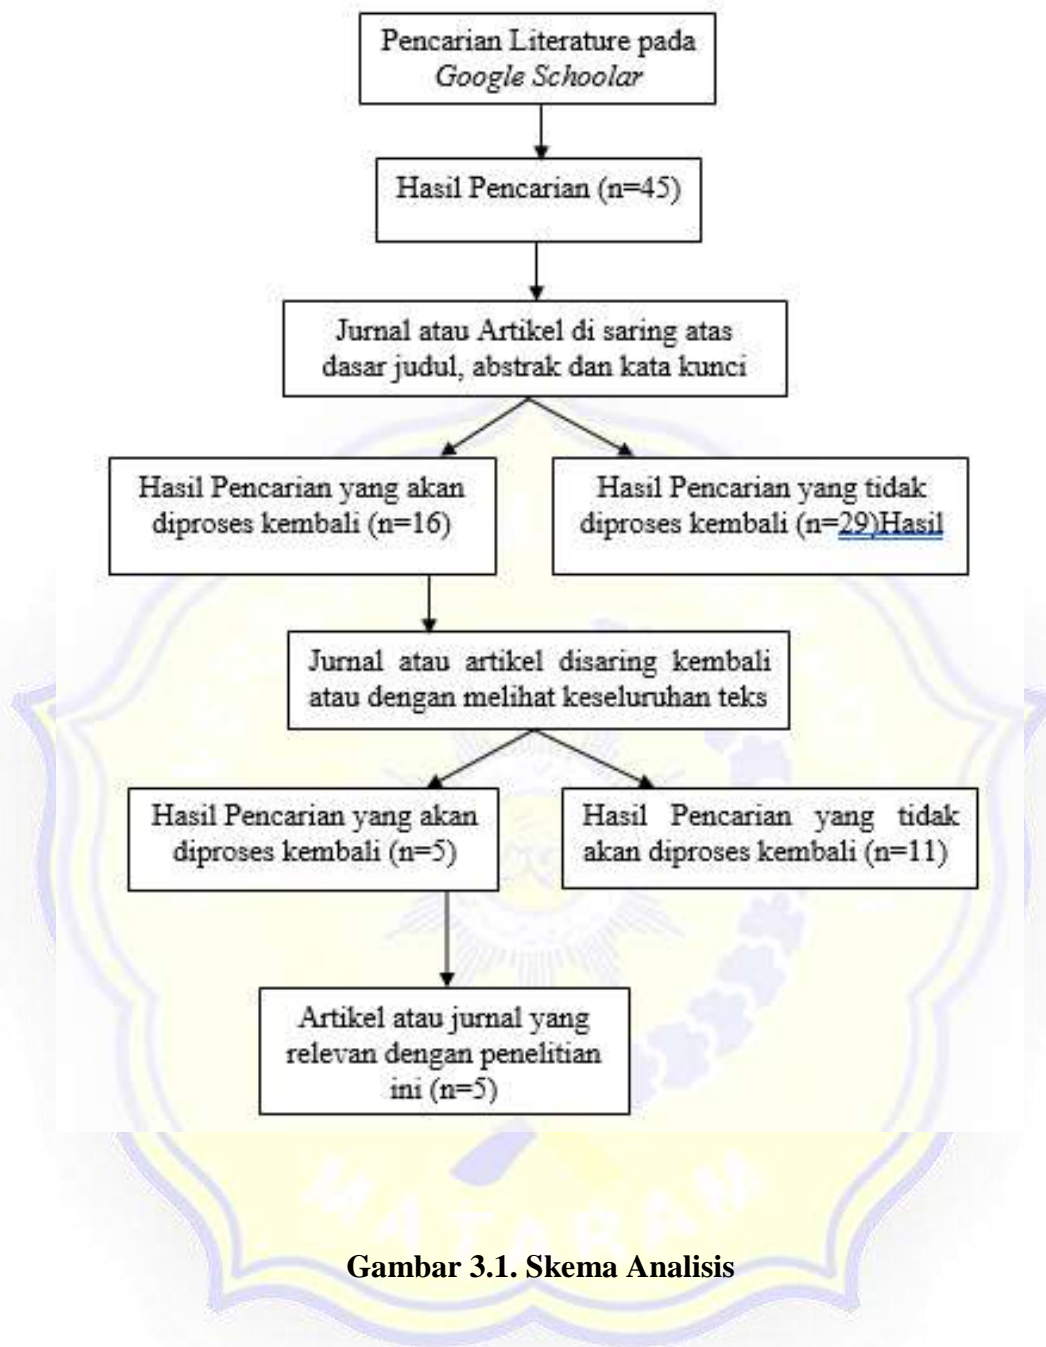 Pencarian Literature pada
Google Schoolar
Hasil Pencarian (n=45)
Jurnal atau Artikel di saring atas
dasar judul, abstrak dan kata kunci
Hasil Pencarian yang akan
diproses kembali (n=16)
Hasil Pencarian yang tidak
diproses kembali (n=29)Hasil
Jurnal atau artikel disaring kembali
atau dengan melihat keseluruhan teks
Hasil Pencarian yang akan
diproses kembali (n=5)
Hasil Pencarian yang tidak
akan diproses kembali (n=11)
Artikel atau jurnal yang
relevan dengan penelitian
ini (n=5)
MATARAM
Gambar 3.1. Skema Analisis